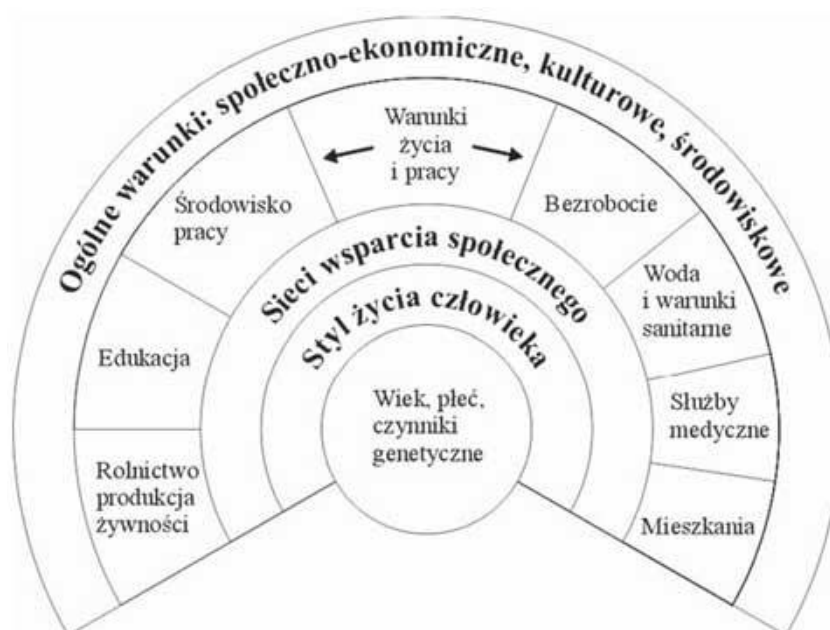 Ogólne warunki: społeczno-ekonomiczne, kulturowe, środowiskowe
Warunki
życia
i pracy
Środowisko
pracy
Bezrobocie
Edukacja
Woda
i warunki
sanitarne
Rolnictwo
produkcja
żywności
Służby
medyczne
Mieszkania
Sieci wsparcia społecznego
Styl życia człowieka
Wiek, płeć,
czynniki
genetyczne